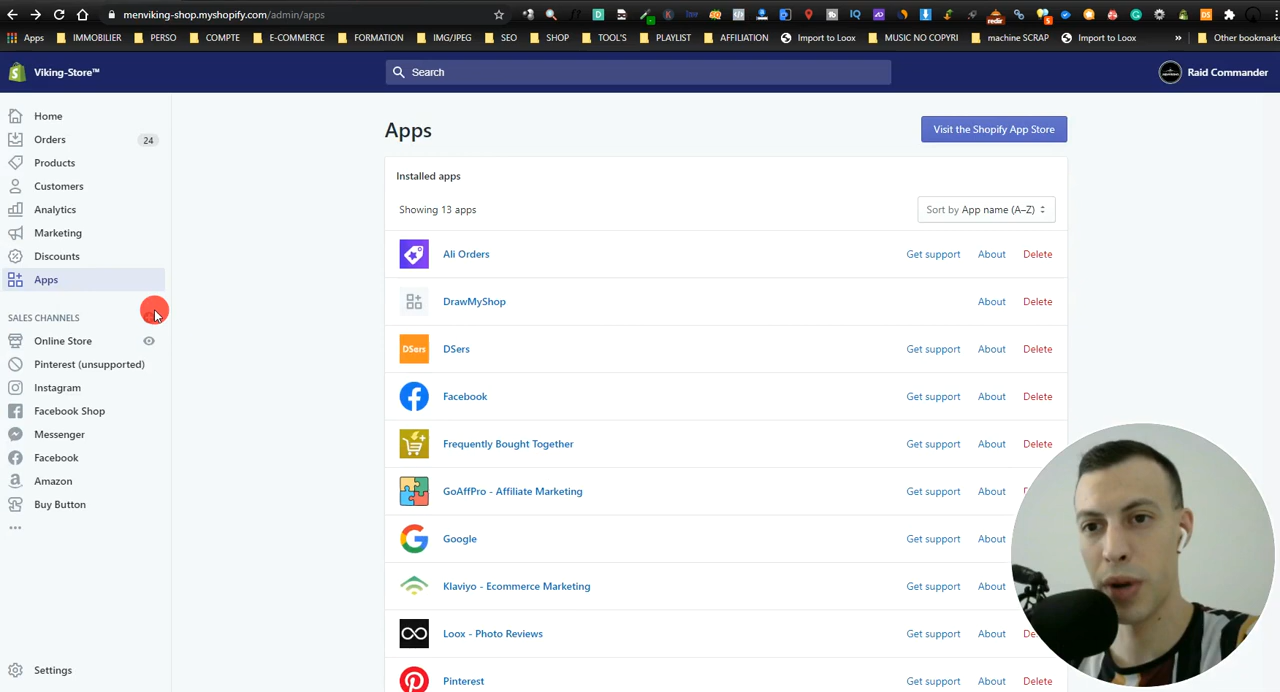 menviking-shop.myshopify.com/admin/apps
Apps IMMOBILIER PERSO COMPTE E-COMMERCE FORMATION IMG/JPEG SEO SHOP TOOL'S PLAYLIST AFFILIATION Import to Loox MUSIC NO COPYRI machine SCRAP Import to Loox » Other bookmarks
Viking-Store™ Search Raid Commander
Home
Orders 24
Products
Customers
Analytics
Marketing
Discounts
Apps
SALES CHANNELS
Online Store
Pinterest (unsupported)
Instagram
Facebook Shop
Messenger
Facebook
Amazon
Buy Button
Settings
Apps Visit the Shopify App Store
Installed apps
Showing 13 apps Sort by App name (A–Z)
Ali Orders Get support About Delete
DrawMyShop About Delete
DSers DSers Get support About Delete
Facebook Get support About Delete
Frequently Bought Together Get support About Delete
GoAffPro - Affiliate Marketing Get support About
Google Get support About
Klaviyo - Ecommerce Marketing Get support About
Loox - Photo Reviews Get support About
Pinterest Get support About